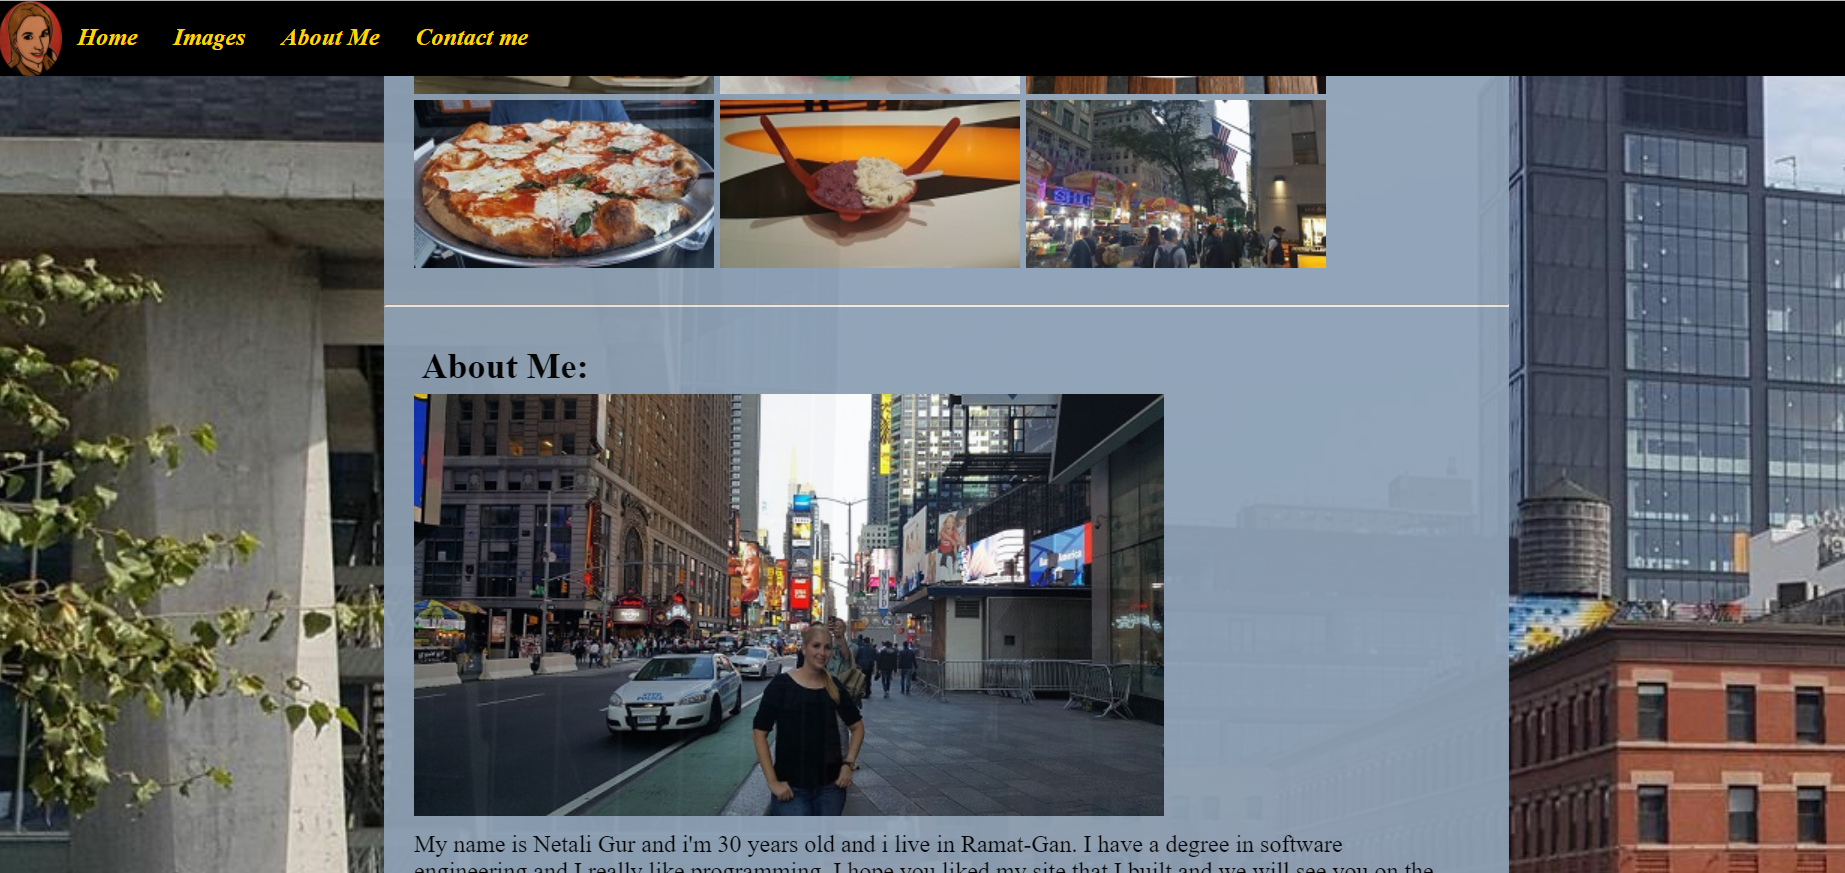 Home Images About Me Contact me
About Me:
My name is Netali Gur and i'm 30 years old and i live in Ramat-Gan. I have a degree in software
engineering and I really like programming. I hope you liked my site that I built and we will see you on the